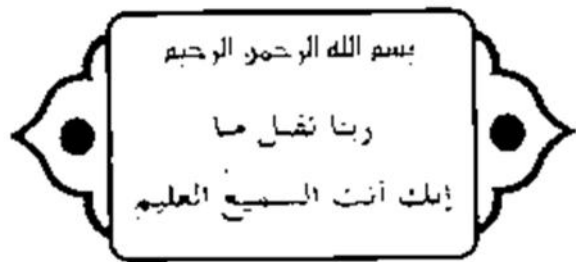 بسم الله الرحمن الرحيم
ربنا تقبل منا
إنك أنت السميع العليم